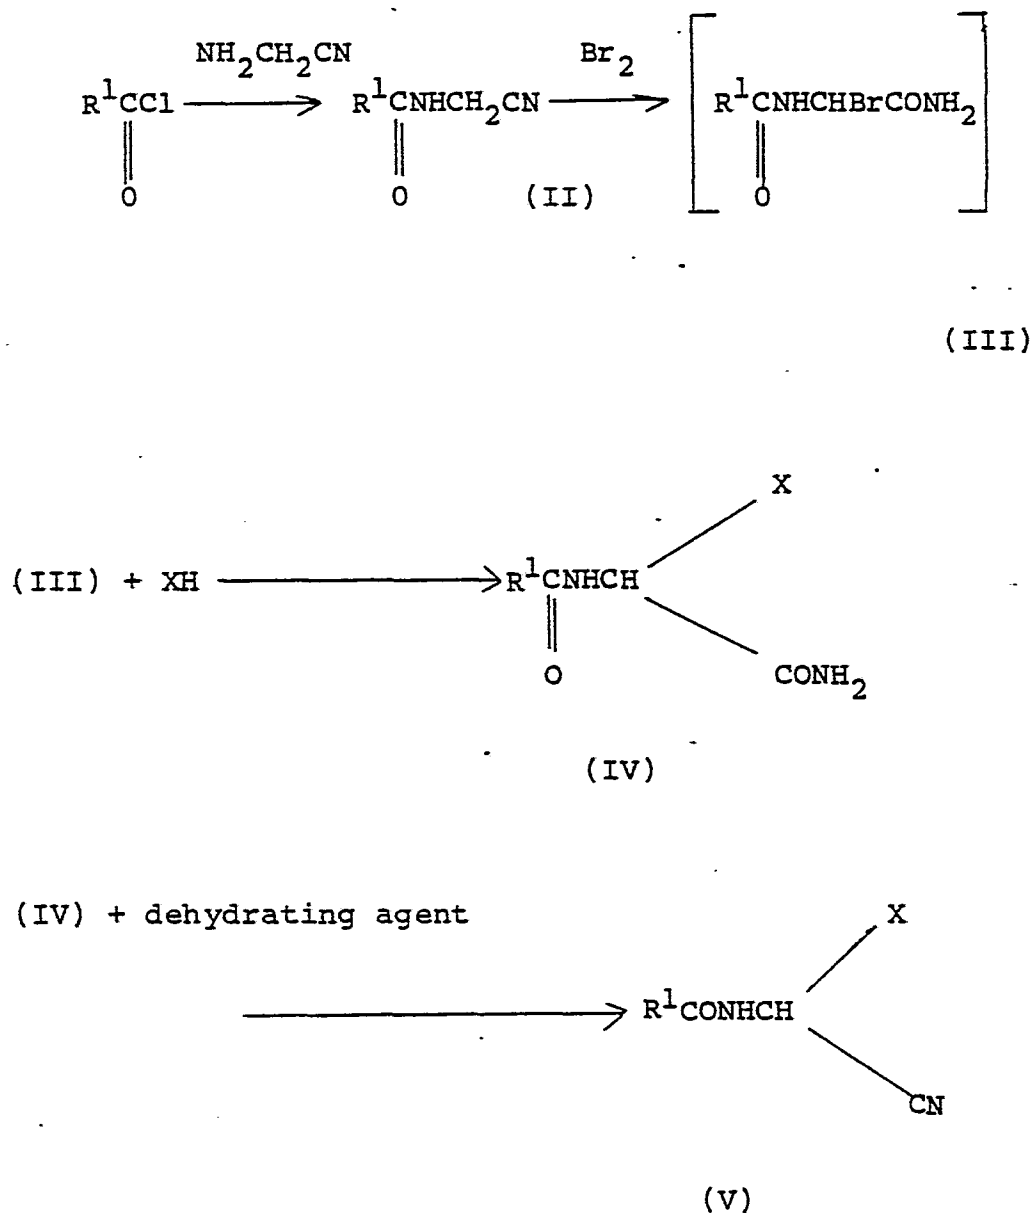 NH₂CH₂CN Br₂
R¹CCl R¹CNHCH₂CN R¹CNHCHBrCONH₂
O O (II) O
(III)
X
(III) + XH R¹CNHCH
O CONH₂
(IV)
(IV) + dehydrating agent X
R¹CONHCH
CN
(V)